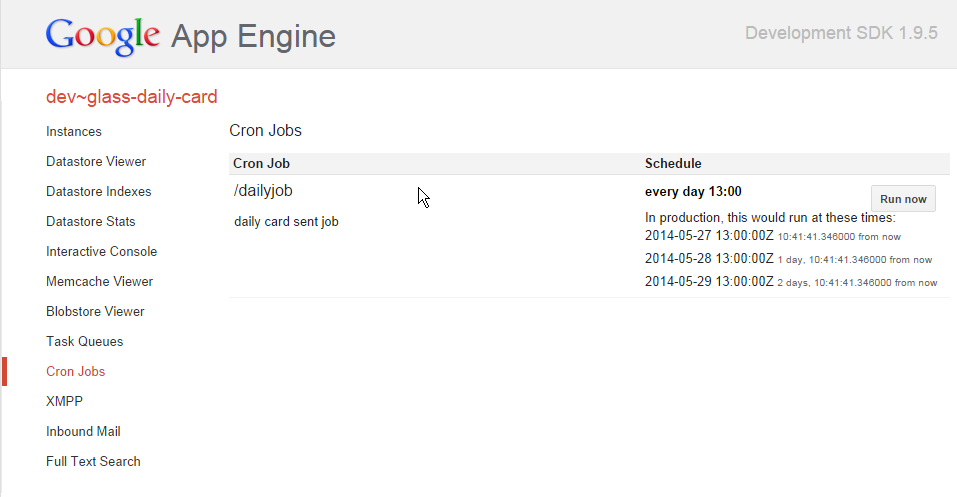 Google App Engine
Development SDK 1.9.5
dev~glass-daily-card
Instances
Datastore Viewer
Datastore Indexes
Datastore Stats
Interactive Console
Memcache Viewer
Blobstore Viewer
Task Queues
Cron Jobs
XMPP
Inbound Mail
Full Text Search
Cron Jobs
Cron Job Schedule
/dailyjob
daily card sent job
every day 13:00
Run now
In production, this would run at these times:
2014-05-27 13:00:00Z 10:41:41.346000 from now
2014-05-28 13:00:00Z 1 day, 10:41:41.346000 from now
2014-05-29 13:00:00Z 2 days, 10:41:41.346000 from now